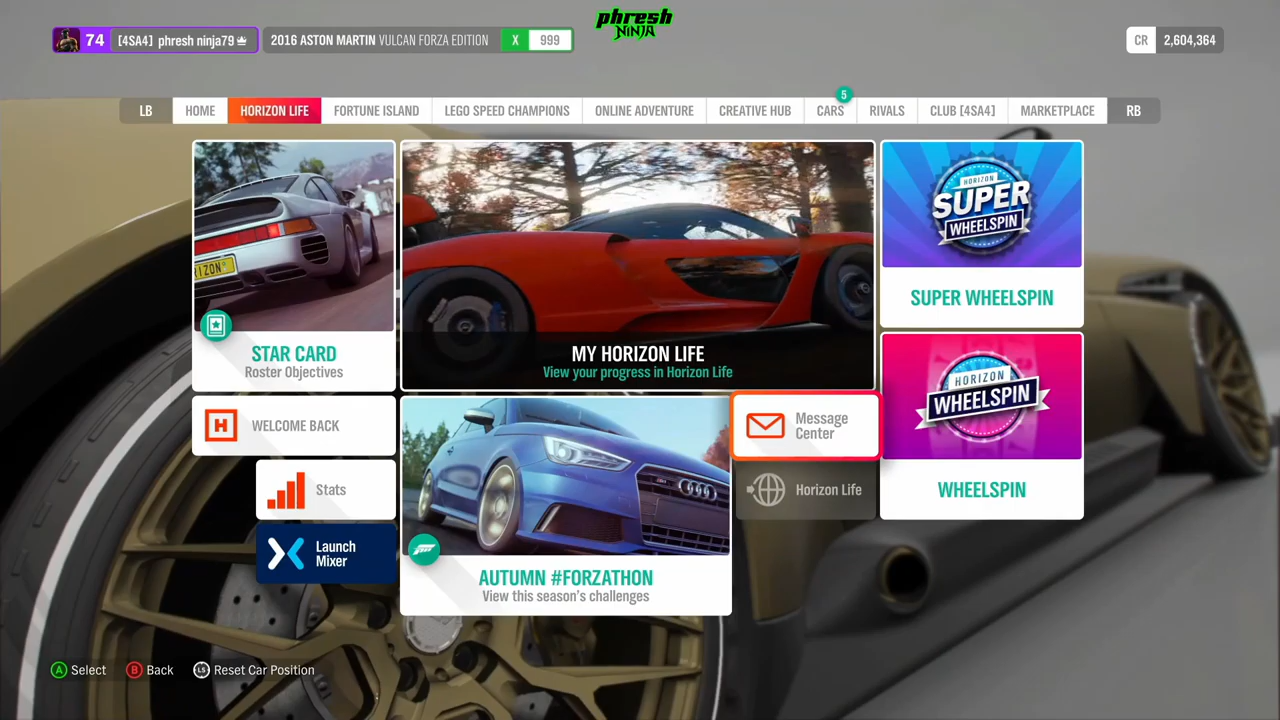 phresh
NINJA
74 [4SA4] phresh ninja79
2016 ASTON MARTIN VULCAN FORZA EDITION X 999
CR 2,604,364
LB HOME HORIZON LIFE FORTUNE ISLAND LEGO SPEED CHAMPIONS ONLINE ADVENTURE CREATIVE HUB CARS 5 RIVALS CLUB [4SA4] MARKETPLACE RB
RIZON
STAR CARD
Roster Objectives
MY HORIZON LIFE
View your progress in Horizon Life
HORIZON
SUPER
WHEELSPIN
SUPER WHEELSPIN
H WELCOME BACK
Stats
Launch
Mixer
AUTUMN #FORZATHON
View this season's challenges
Message
Center
Horizon Life
HORIZON
WHEELSPIN
WHEELSPIN
A Select B Back LS Reset Car Position